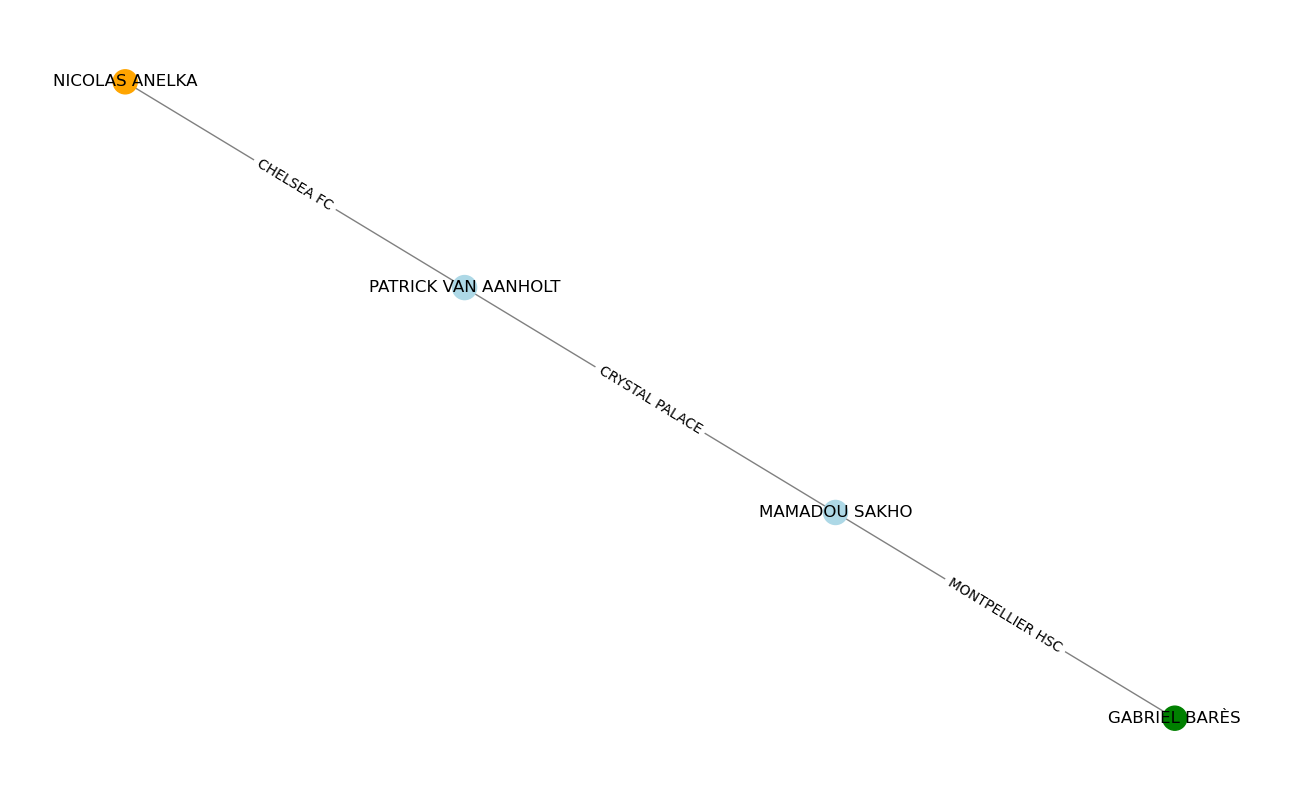 NICOLAS ANELKA
CHELSEA FC
PATRICK VAN AANHOLT
CRYSTAL PALACE
MAMADOU SAKHO
MONTPELLIER HSC
GABRIEL BARÈS